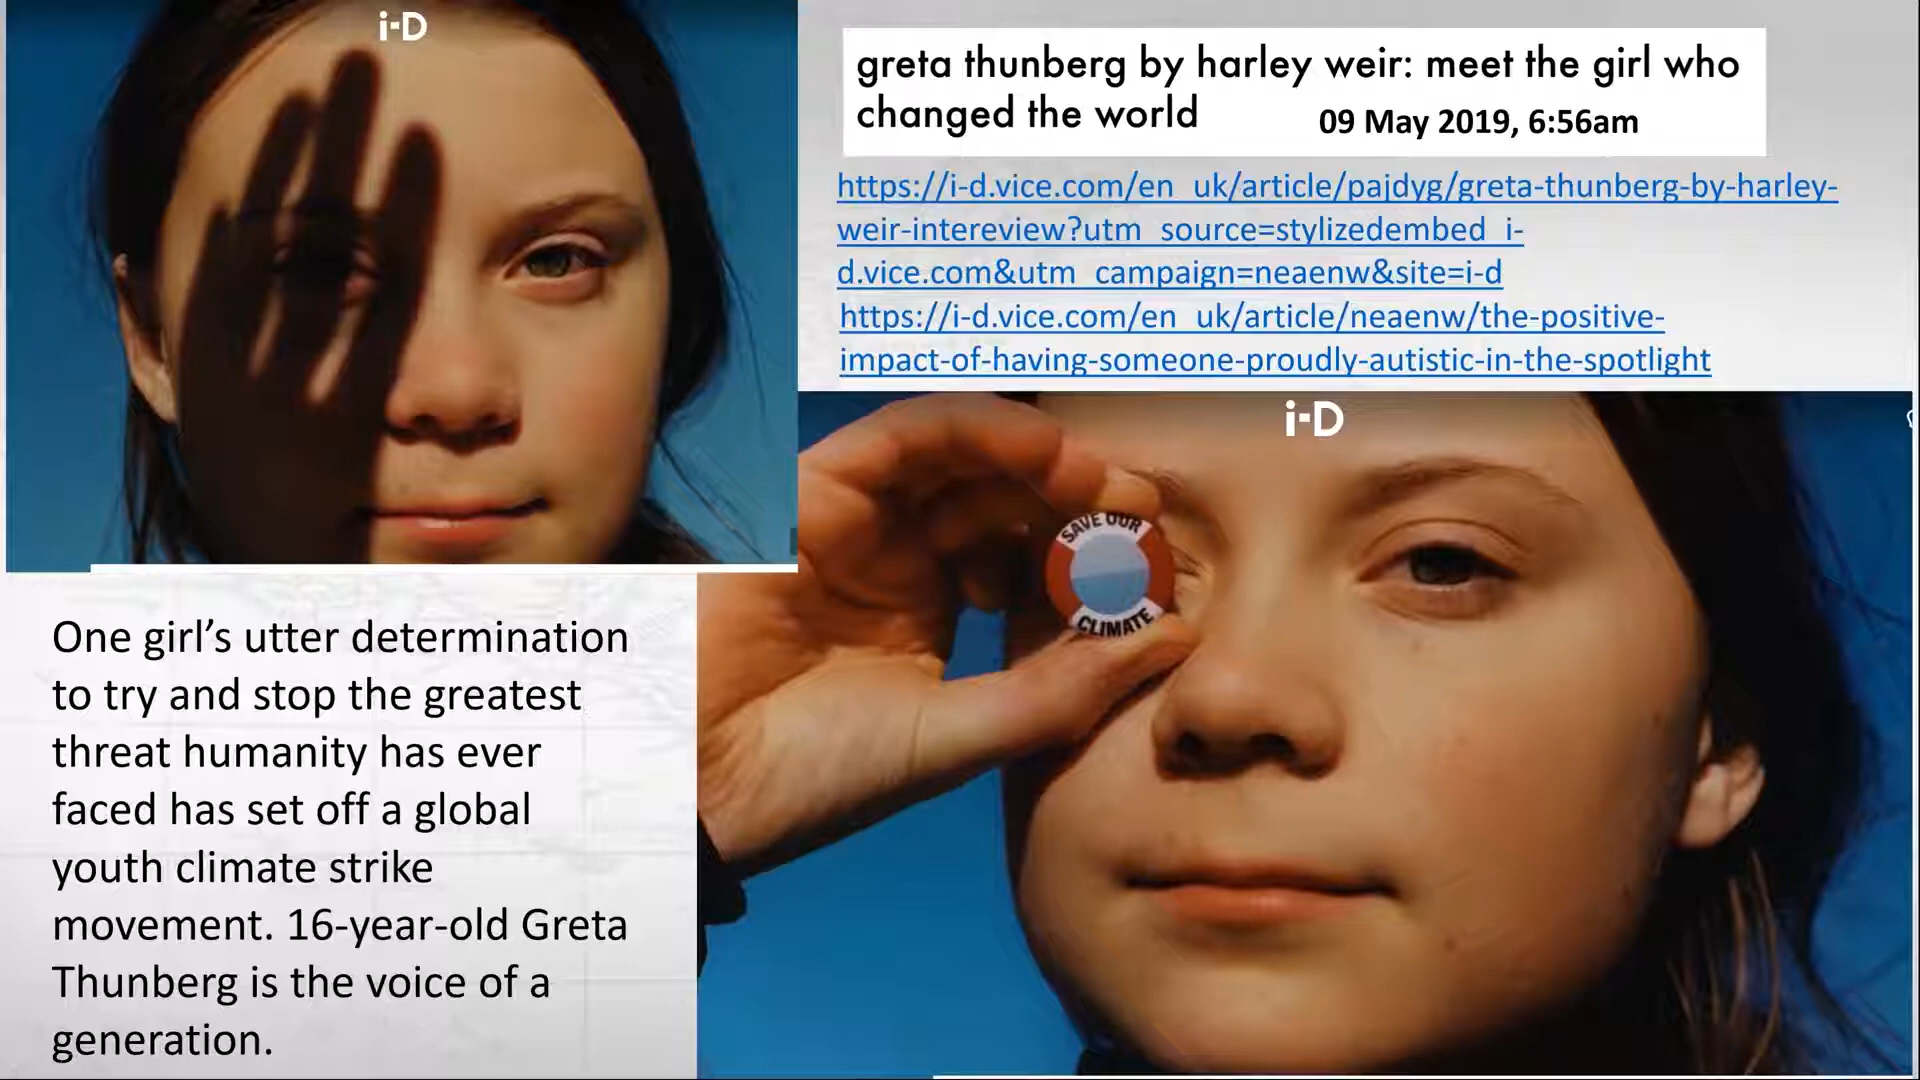 i-D
greta thunberg by harley weir: meet the girl who
changed the world
09 May 2019, 6:56am
https://i-d.vice.com/en_uk/article/pajdyg/greta-thunberg-by-harley-
weir-intereview?utm_source=stylizedembed_i-
d.vice.com&utm_campaign=neaenw&site=i-d
https://i-d.vice.com/en_uk/article/neaenw/the-positive-
impact-of-having-someone-proudly-autistic-in-the-spotlight
i-D
SAVE OUR
CLIMATE
One girl’s utter determination
to try and stop the greatest
threat humanity has ever
faced has set off a global
youth climate strike
movement. 16-year-old Greta
Thunberg is the voice of a
generation.